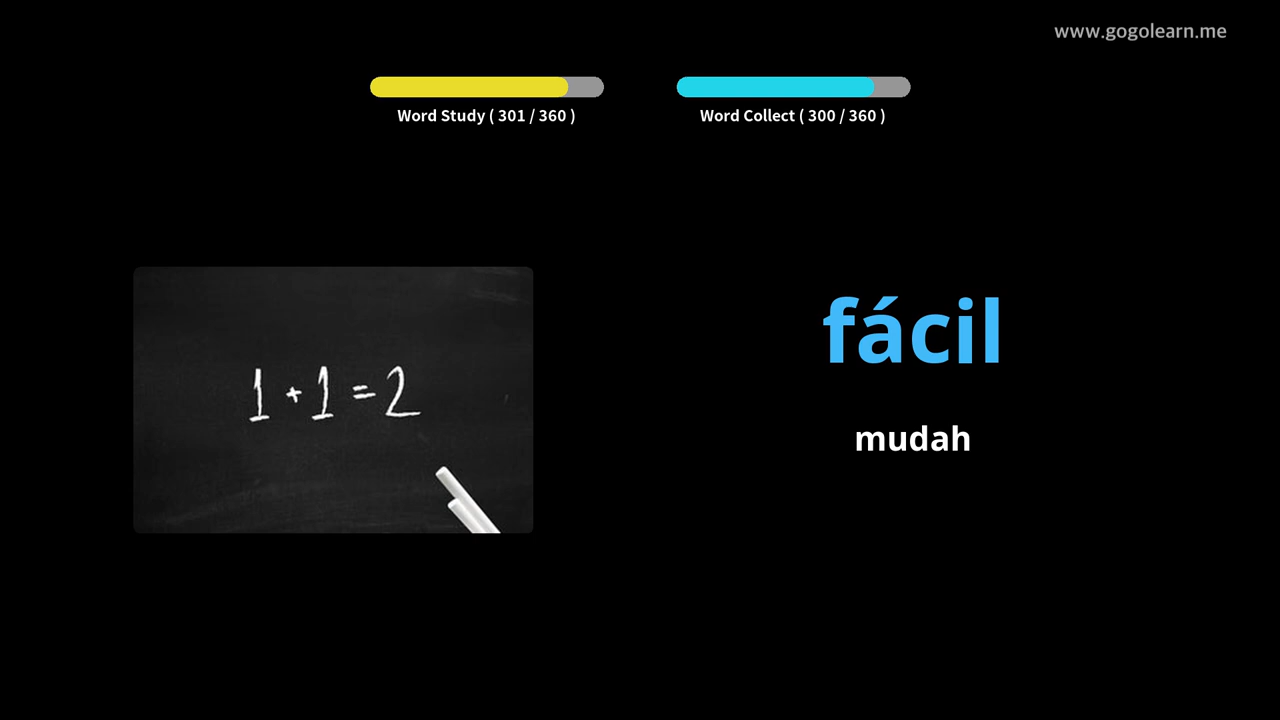 www.gogolearn.me
Word Study ( 301 / 360 )
Word Collect ( 300 / 360 )
1 + 1 = 2
fácil
mudah